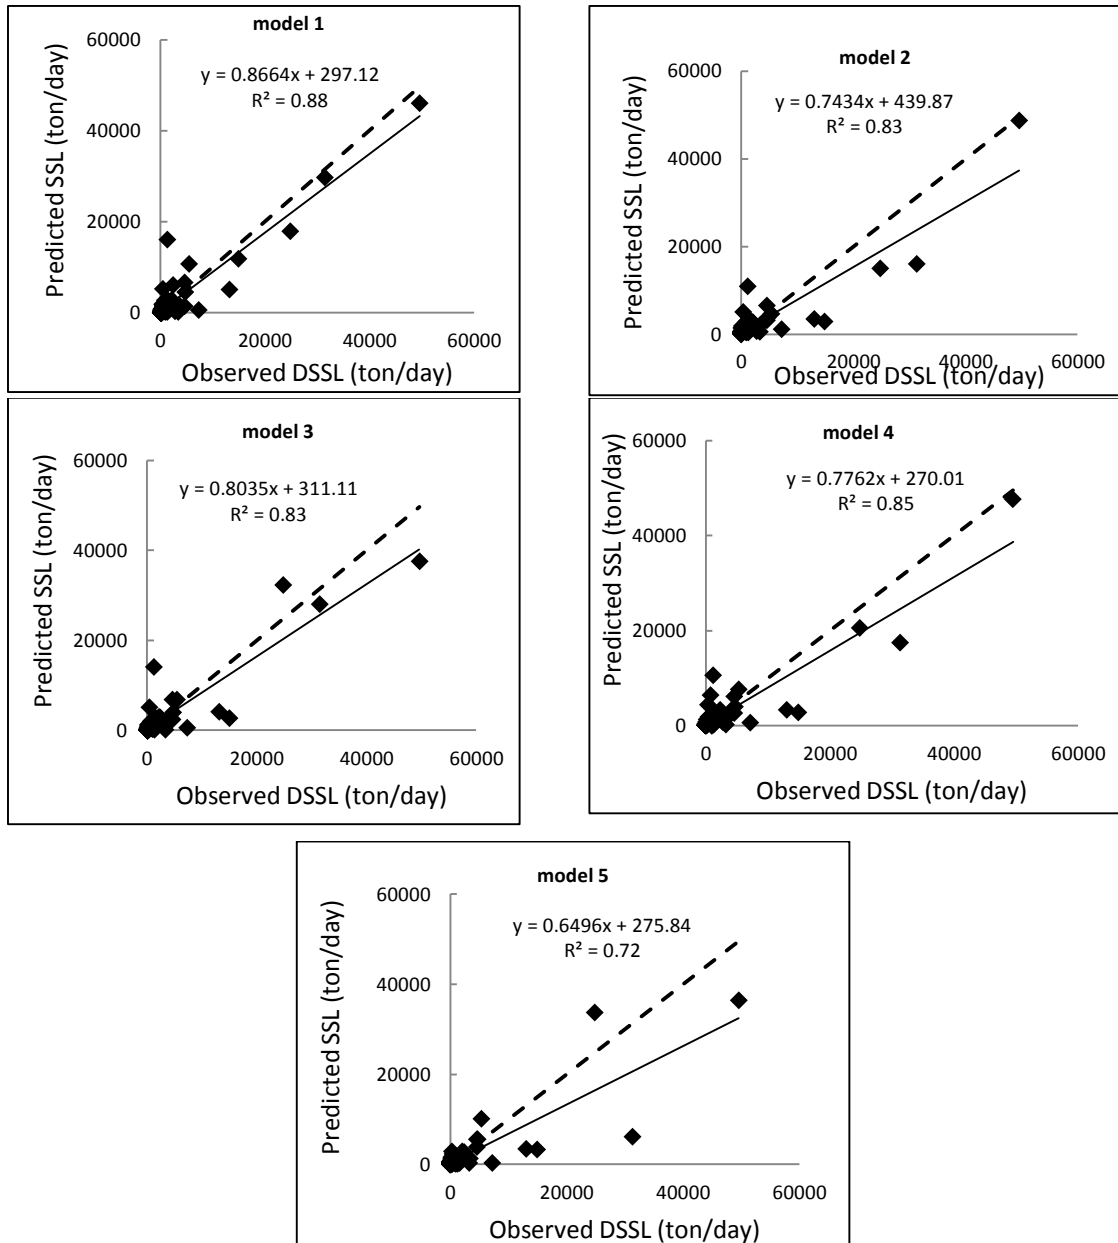 model 1
y = 0.8664x + 297.12
R² = 0.88
Predicted SSL (ton/day)
60000
40000
20000
0
0 20000 40000 60000
Observed DSSL (ton/day)
model 2
y = 0.7434x + 439.87
R² = 0.83
Predicted SSL (ton/day)
60000
40000
20000
0
0 20000 40000 60000
Observed DSSL (ton/day)
model 3
y = 0.8035x + 311.11
R² = 0.83
Predicted SSL (ton/day)
60000
40000
20000
0
0 20000 40000 60000
Observed DSSL (ton/day)
model 4
y = 0.7762x + 270.01
R² = 0.85
Predicted SSL (ton/day)
60000
40000
20000
0
0 20000 40000 60000
Observed DSSL (ton/day)
model 5
y = 0.6496x + 275.84
R² = 0.72
Predicted SSL (ton/day)
60000
40000
20000
0
0 20000 40000 60000
Observed DSSL (ton/day)